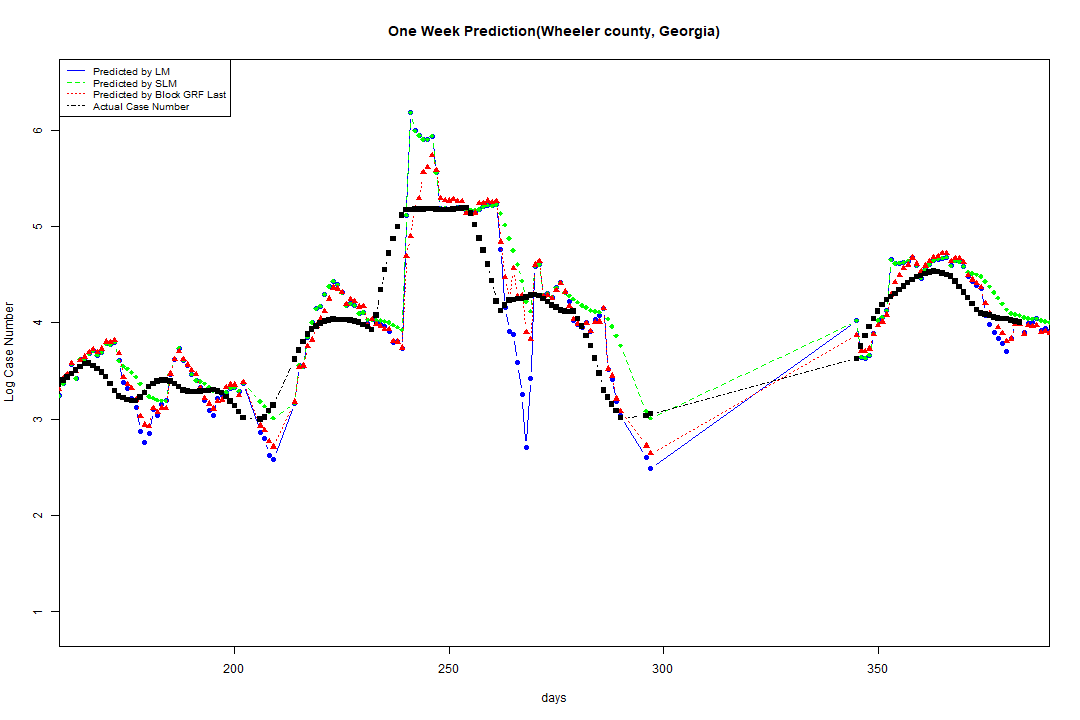 One Week Prediction(Wheeler county, Georgia)
Predicted by LM
Predicted by SLM
Predicted by Block GRF Last
Actual Case Number
6
5
4
3
2
1
Log Case Number
200 250 300 350
days